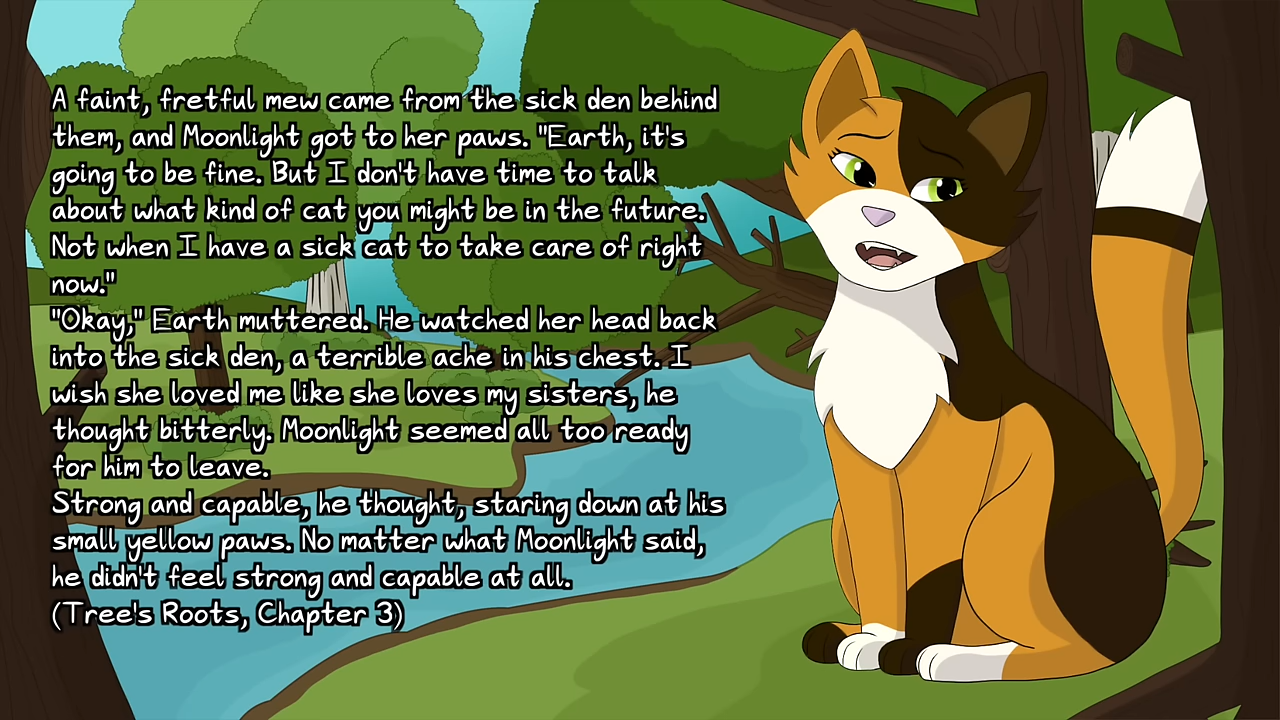 A faint, fretful mew came from the sick den behind
them, and Moonlight got to her paws. "Earth, it's
going to be fine. But I don't have time to talk
about what kind of cat you might be in the future.
Not when I have a sick cat to take care of right
now."
"Okay," Earth muttered. He watched her head back
into the sick den, a terrible ache in his chest. I
wish she loved me like she loves my sisters, he
thought bitterly. Moonlight seemed all too ready
for him to leave.
Strong and capable, he thought, staring down at his
small yellow paws. No matter what Moonlight said,
he didn't feel strong and capable at all.
(Tree's Roots, Chapter 3)